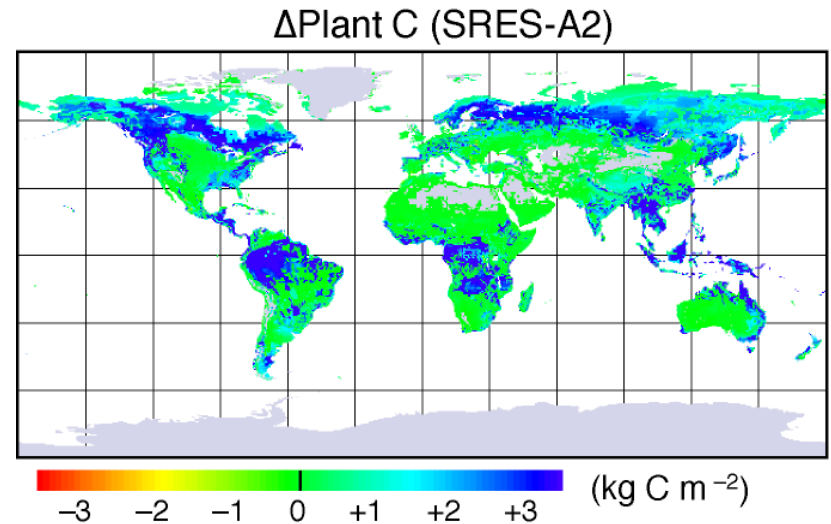 ΔPlant C (SRES-A2)
−3 −2 −1 0 +1 +2 +3 (kg C m⁻²)